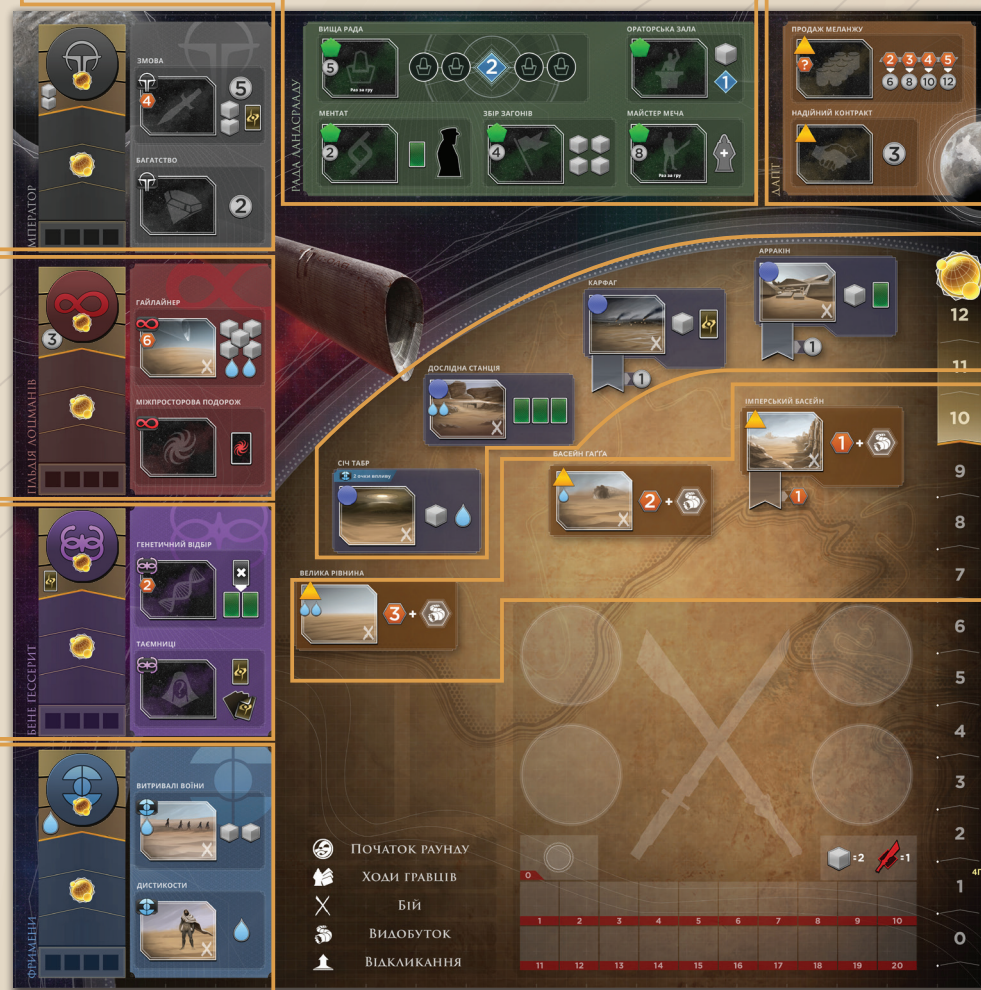 ІМПЕРАТОР
ЗМОВА
4
5
БАГАТСТВО
2
РАДА ЛАНДСРААДУ
ВИЩА РАДА
5
Раз за гру
2
ОРАТОРСЬКА ЗАЛА
1
МЕНТАТ
2
ЗБІР ЗАГОНІВ
4
МАЙСТЕР МЕЧА
8
Раз за гру
+
ДАПТ
ПРОДАЖ МЕЛАНЖУ
?
2 3 4 5
6 8 10 12
НАДІЙНИЙ КОНТРАКТ
3
ГІЛЬДІЯ ЛОЦМАНІВ
3
ГАЙЛАЙНЕР
6
МІЖПРОСТОРОВА ПОДОРОЖ
АРРАКІН
1
КАРФАГ
1
ДОСЛІДНА СТАНЦІЯ
СІЧ ТАБР
2 очки впливу
ІМПЕРСЬКИЙ БАСЕЙН
1 +
1
БАСЕЙН ГАҐҐА
2 +
ВЕЛИКА РІВНИНА
3 +
БЕНЕ ҐЕССЕРИТ
ГЕНЕТИЧНИЙ ВІДБІР
2
ТАЄМНИЦІ
?
ФРИМЕНИ
ВИТРИВАЛІ ВОЇНИ
ДИСТИКОСТИ
12
11
10
9
8
7
6
5
4
3
2
1
0
Початок раунду
Ходи гравців
Бій
Видобуток
Відкликання
=2 =1
0
1 2 3 4 5 6 7 8 9 10
11 12 13 14 15 16 17 18 19 20